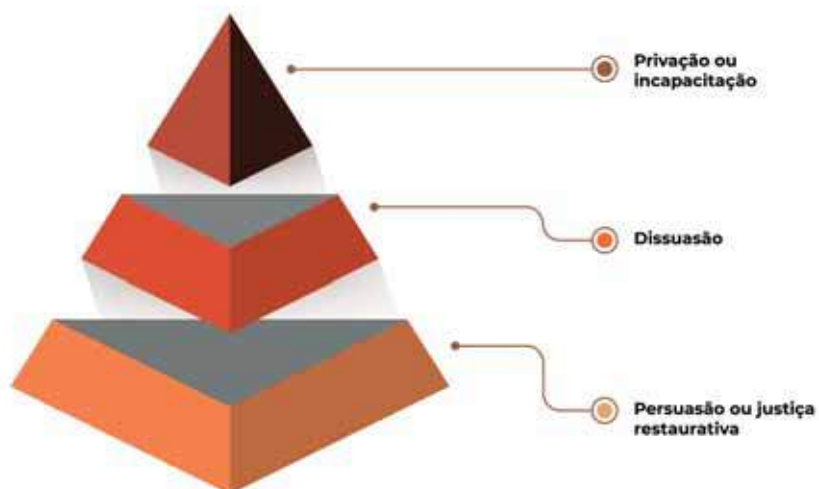 Privação ou
incapacitação
Dissuasão
Persuasão ou justiça
restaurativa